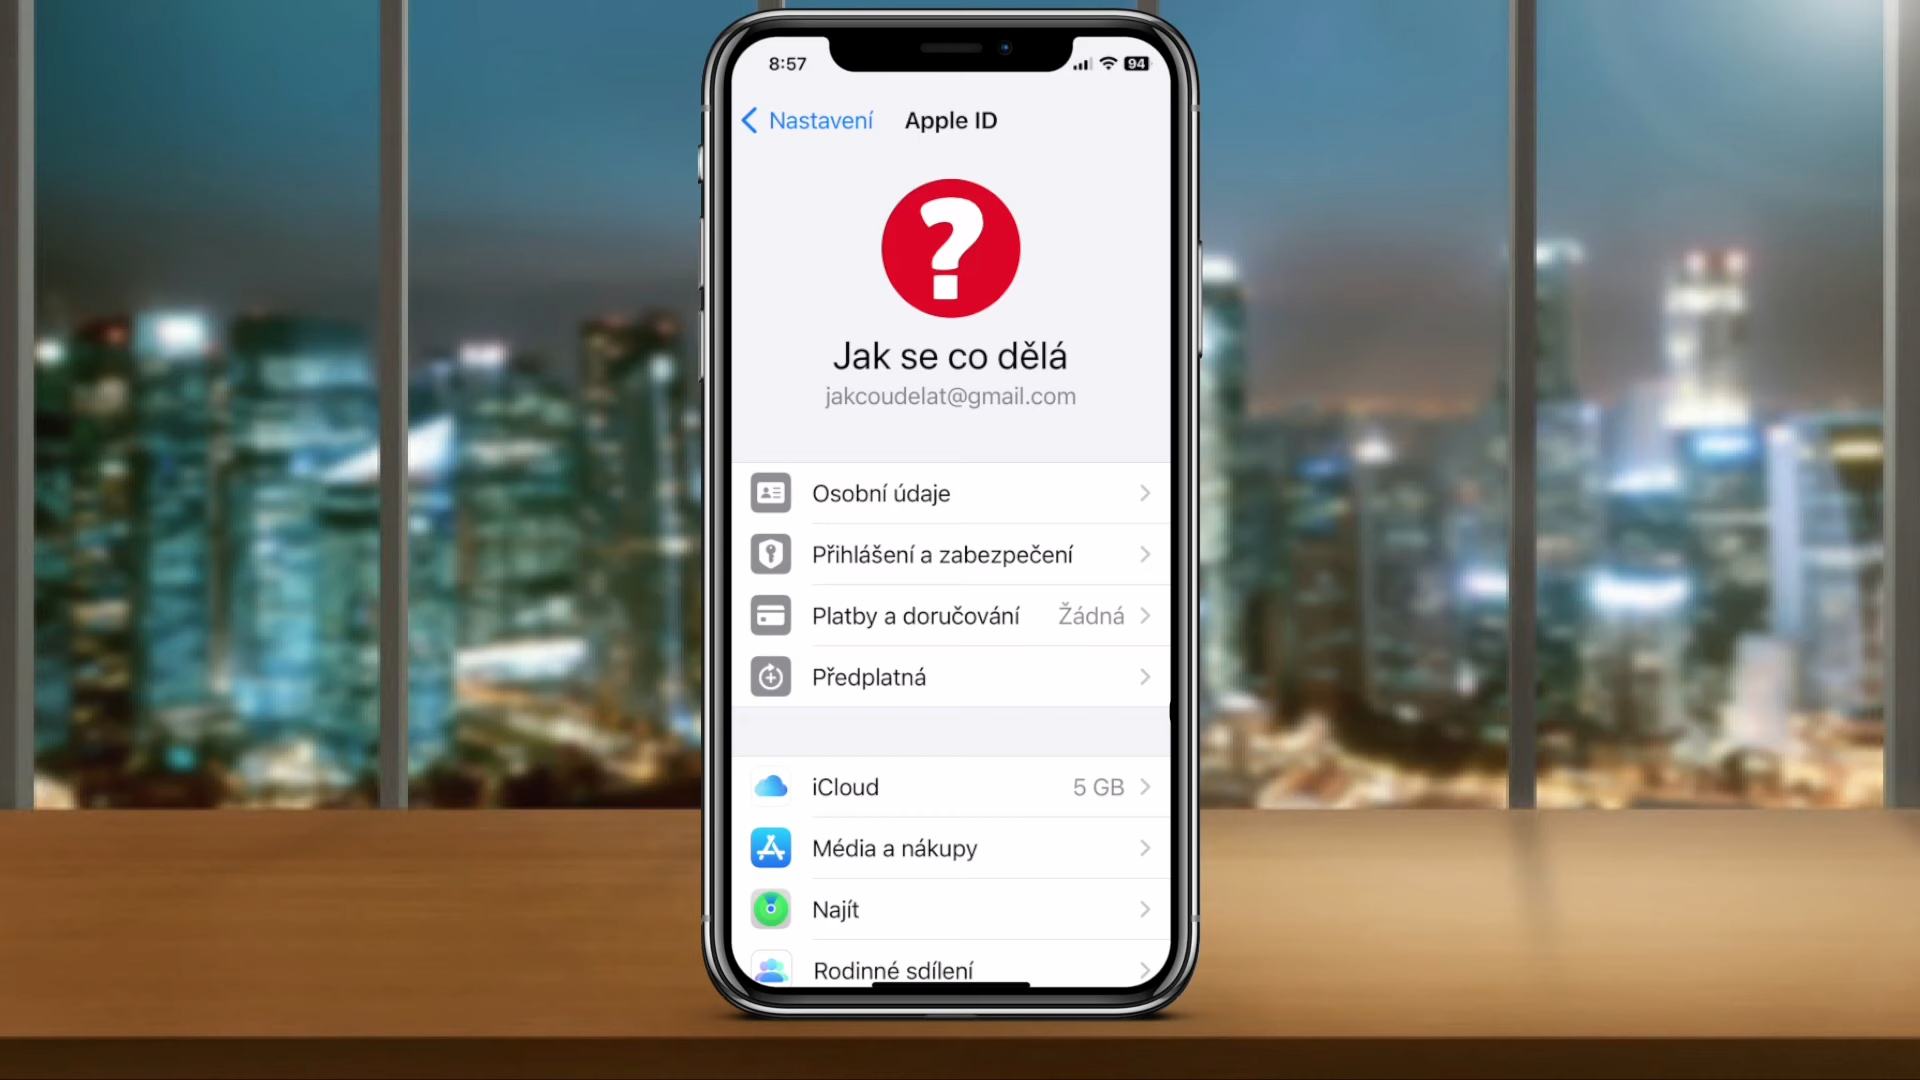 8:57
94
Nastavení
Apple ID
?
Jak se co dělá
jakcoudelat@gmail.com
Osobní údaje
Přihlášení a zabezpečení
Platby a doručování Žádná
Předplatná
iCloud 5 GB
Média a nákupy
Najít
Rodinné sdílení